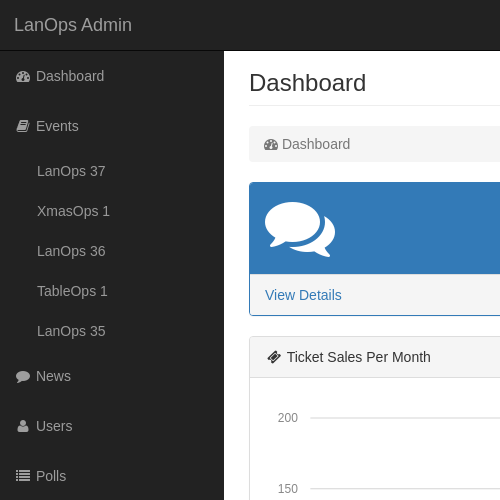 LanOps Admin
Dashboard
Events
LanOps 37
XmasOps 1
LanOps 36
TableOps 1
LanOps 35
News
Users
Polls
Dashboard
Dashboard
View Details
Ticket Sales Per Month
200
150